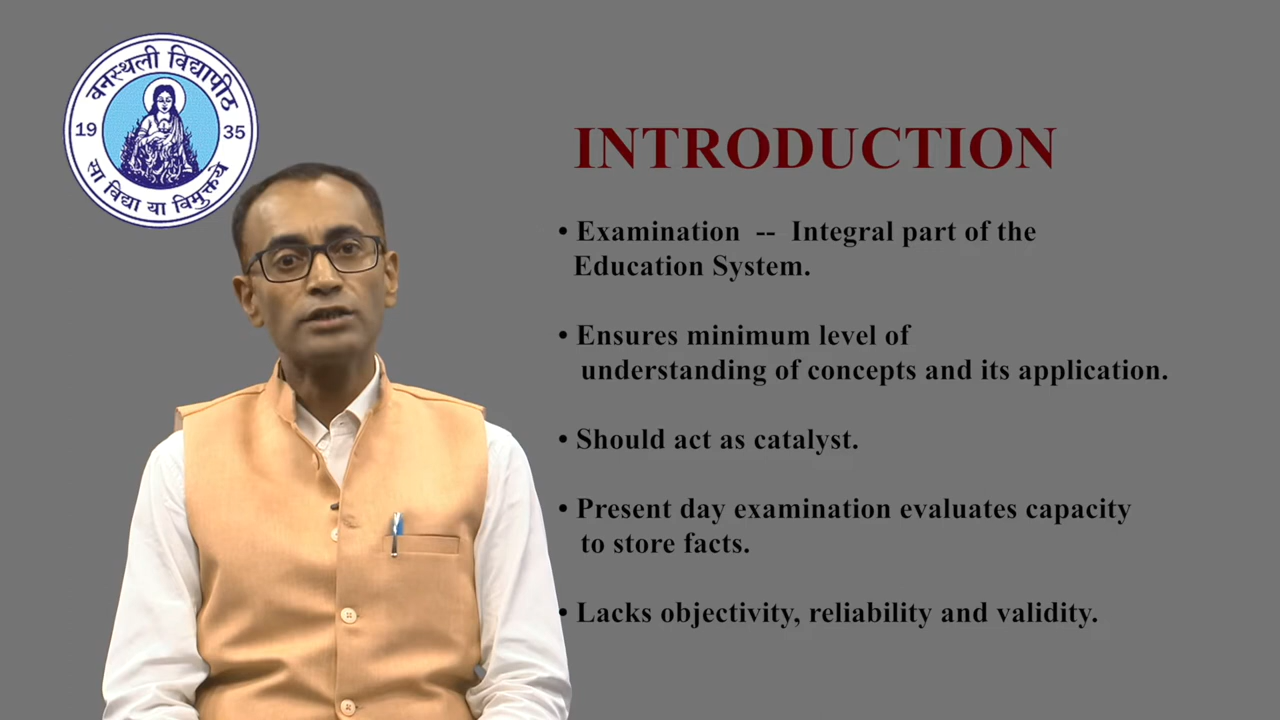 वनस्थली विद्यापीठ
19 35
सा विद्या या विमुक्तये
INTRODUCTION
• Examination -- Integral part of the
Education System.
• Ensures minimum level of
understanding of concepts and its application.
• Should act as catalyst.
• Present day examination evaluates capacity
to store facts.
• Lacks objectivity, reliability and validity.